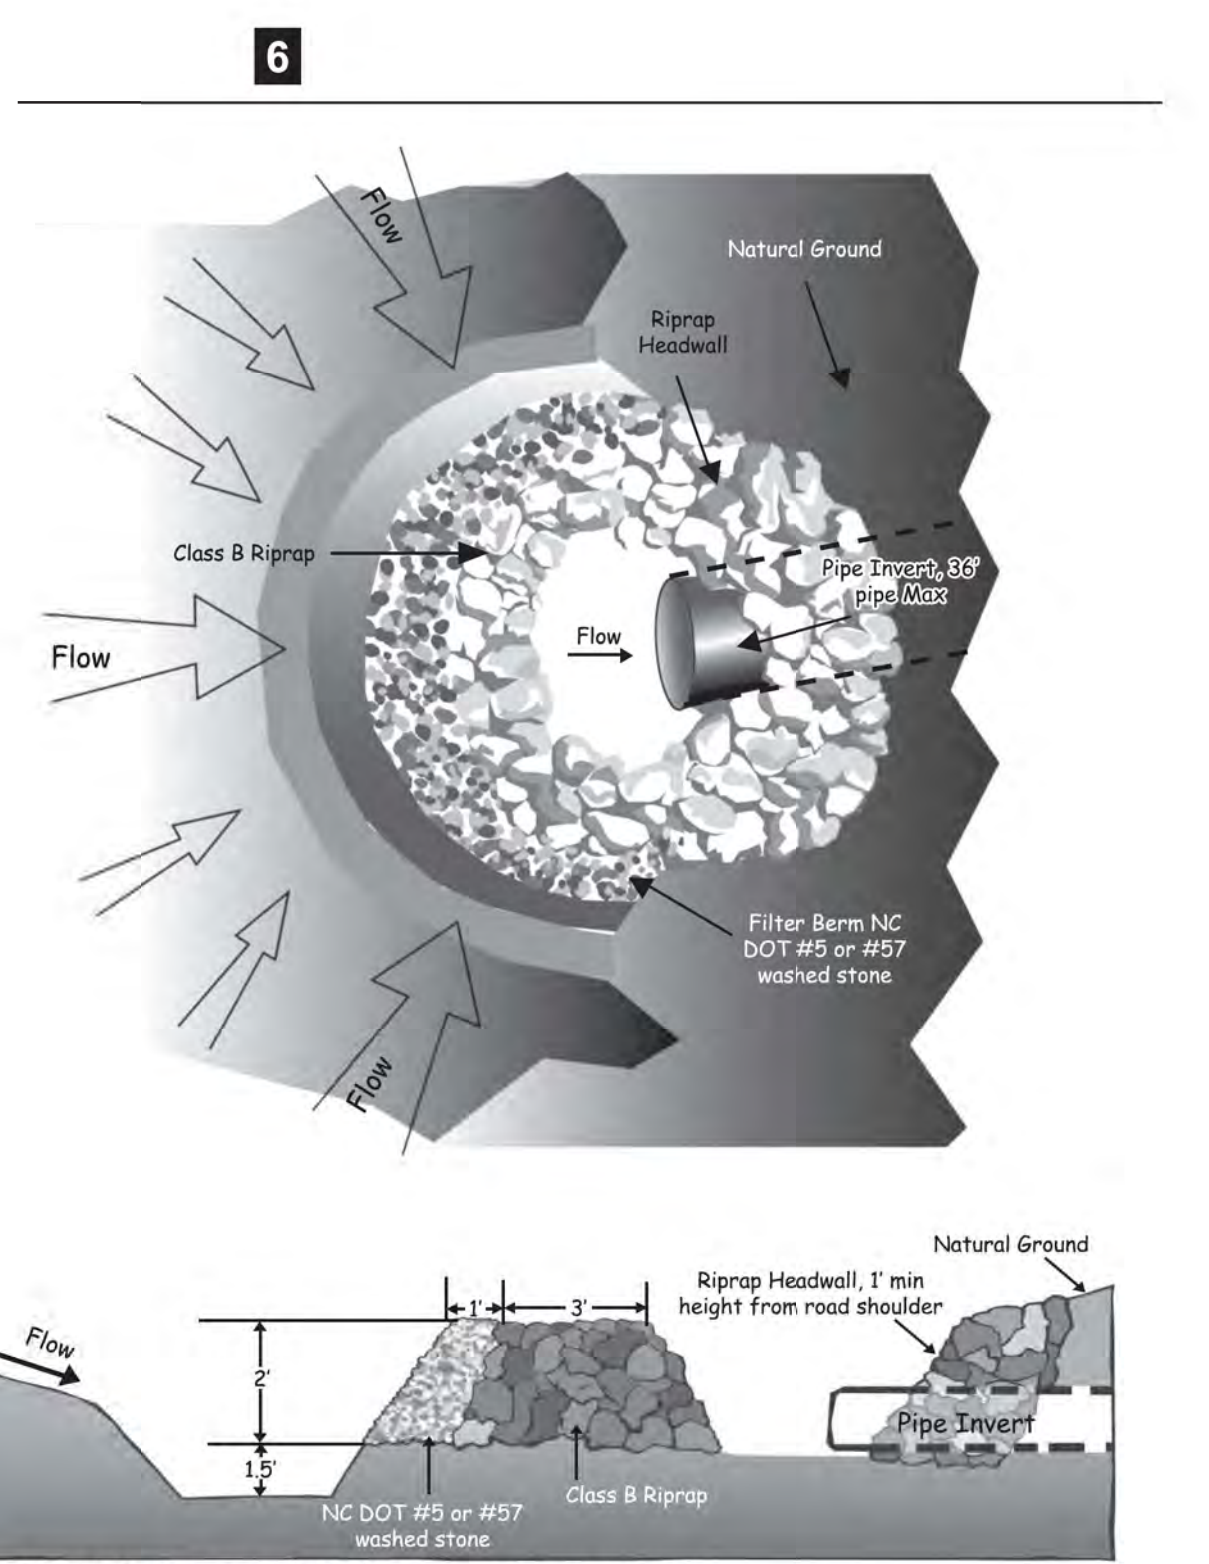 6
Flow
Natural Ground
Riprap
Headwall
Class B Riprap
Pipe Invert, 36'
pipe Max
Flow
Flow
Filter Berm NC
DOT #5 or #57
washed stone
Flow
Natural Ground
Riprap Headwall, 1' min
height from road shoulder
1'
3'
Flow
2'
Pipe Invert
1.5'
Class B Riprap
NC DOT #5 or #57
washed stone